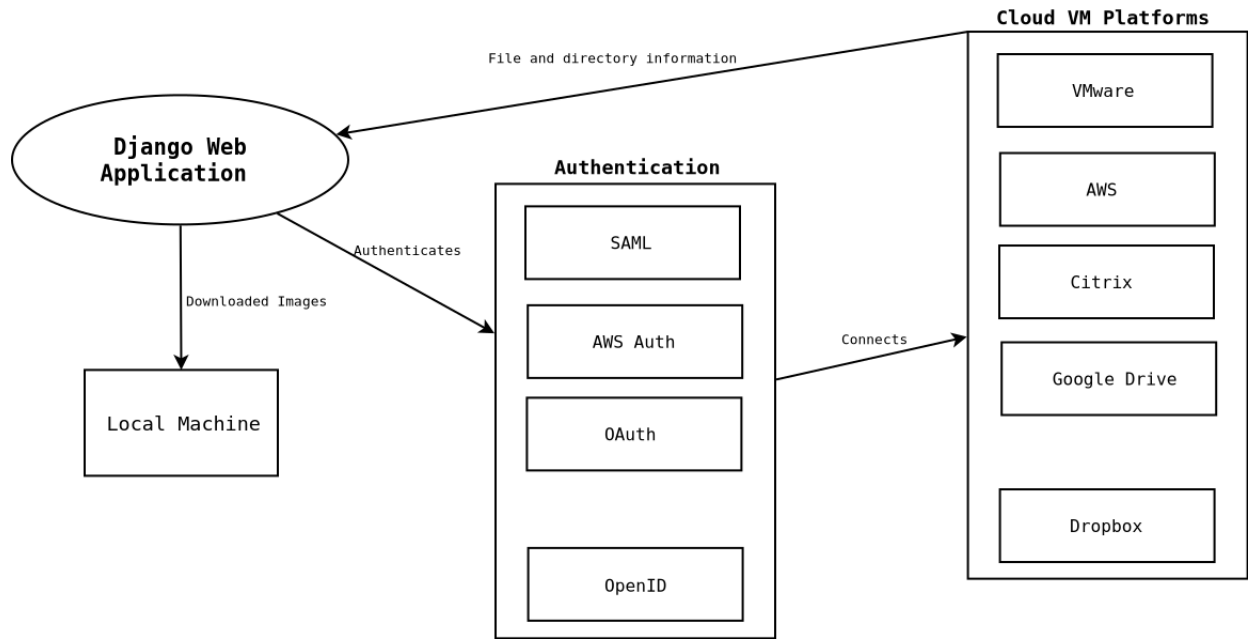 Cloud VM Platforms
File and directory information
VMware
Django Web
Application
Authentication
AWS
SAML
Authenticates
Citrix
Downloaded Images
AWS Auth
Connects
Google Drive
Local Machine
OAuth
Dropbox
OpenID